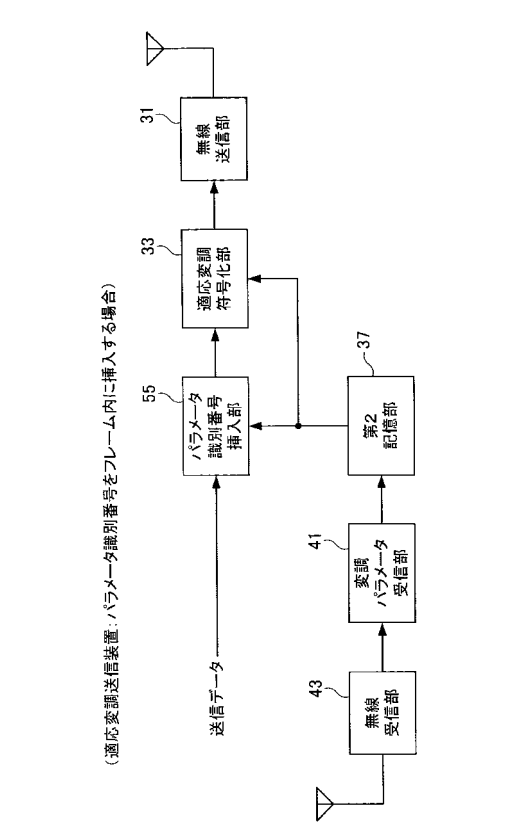 (適応変調送信装置:パラメータ識別番号をフレーム内に挿入する場合)
送信データ
55
パラメータ
識別番号
挿入部
33
適応変調
符号化部
31
無線
送信部
43
無線
受信部
41
変調
パラメータ
受信部
37
第2
記憶部